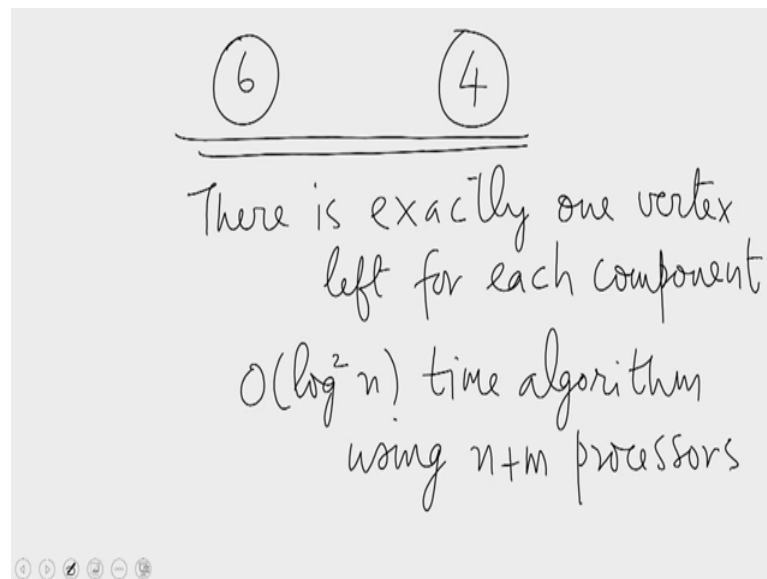 6 4
There is exactly one vertex
left for each component
O(log² n) time algorithm
using n+m processors